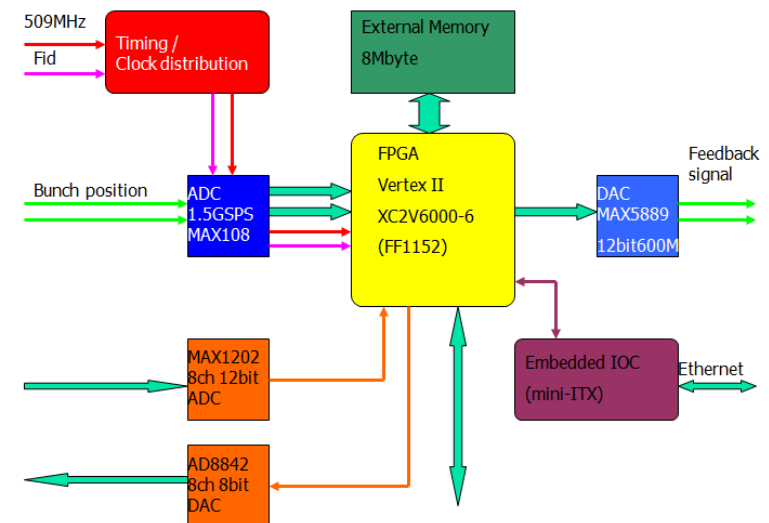 509MHz
Fid
Timing /
Clock distribution
External Memory
8Mbyte
Bunch position
ADC
1.5GSPS
MAX108
FPGA
Vertex II
XC2V6000-6
(FF1152)
DAC
MAX5889
12bit600M
Feedback
signal
MAX1202
8ch 12bit
ADC
Embedded IOC
(mini-ITX)
Ethernet
AD8842
8ch 8bit
DAC